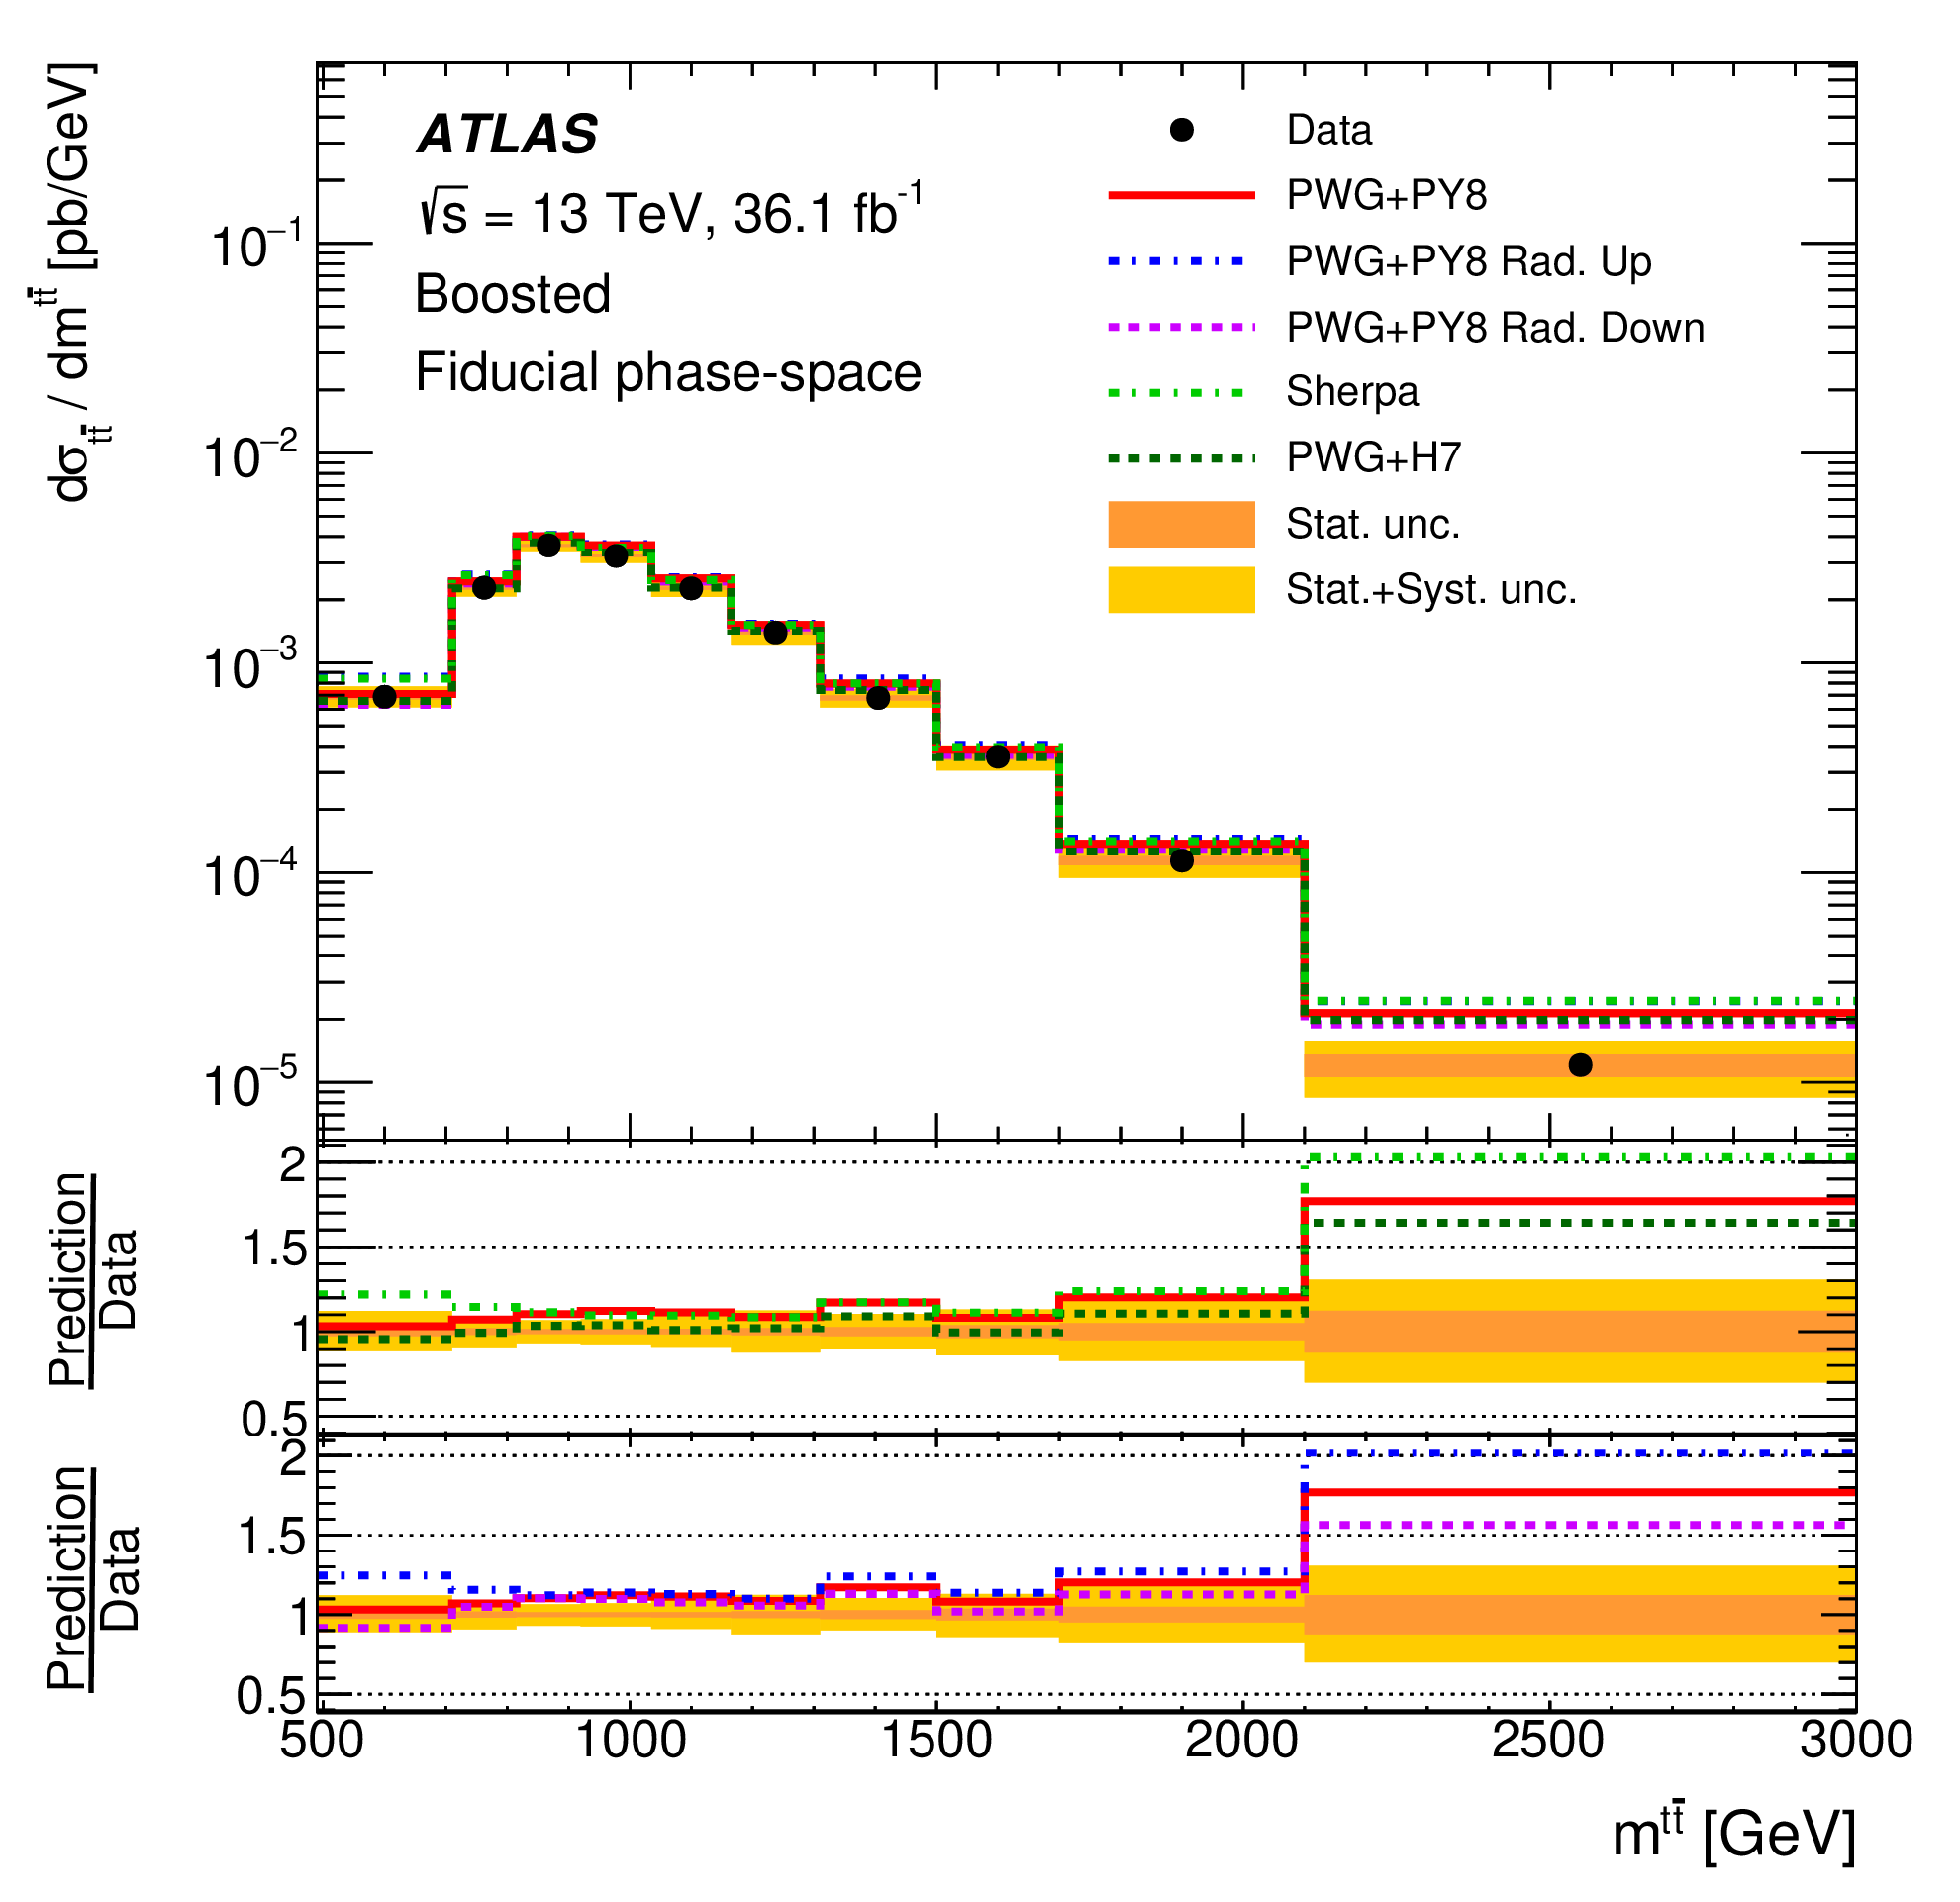 dσ_tt̄ / dm^tt̄ [pb/GeV]
ATLAS
√s = 13 TeV, 36.1 fb⁻¹
Boosted
Fiducial phase-space
Data
PWG+PY8
PWG+PY8 Rad. Up
PWG+PY8 Rad. Down
Sherpa
PWG+H7
Stat. unc.
Stat.+Syst. unc.
10⁻¹
10⁻²
10⁻³
10⁻⁴
10⁻⁵
Prediction
Data
2
1.5
1
0.5
Prediction
Data
2
1.5
1
0.5
500 1000 1500 2000 2500 3000
m^tt̄ [GeV]